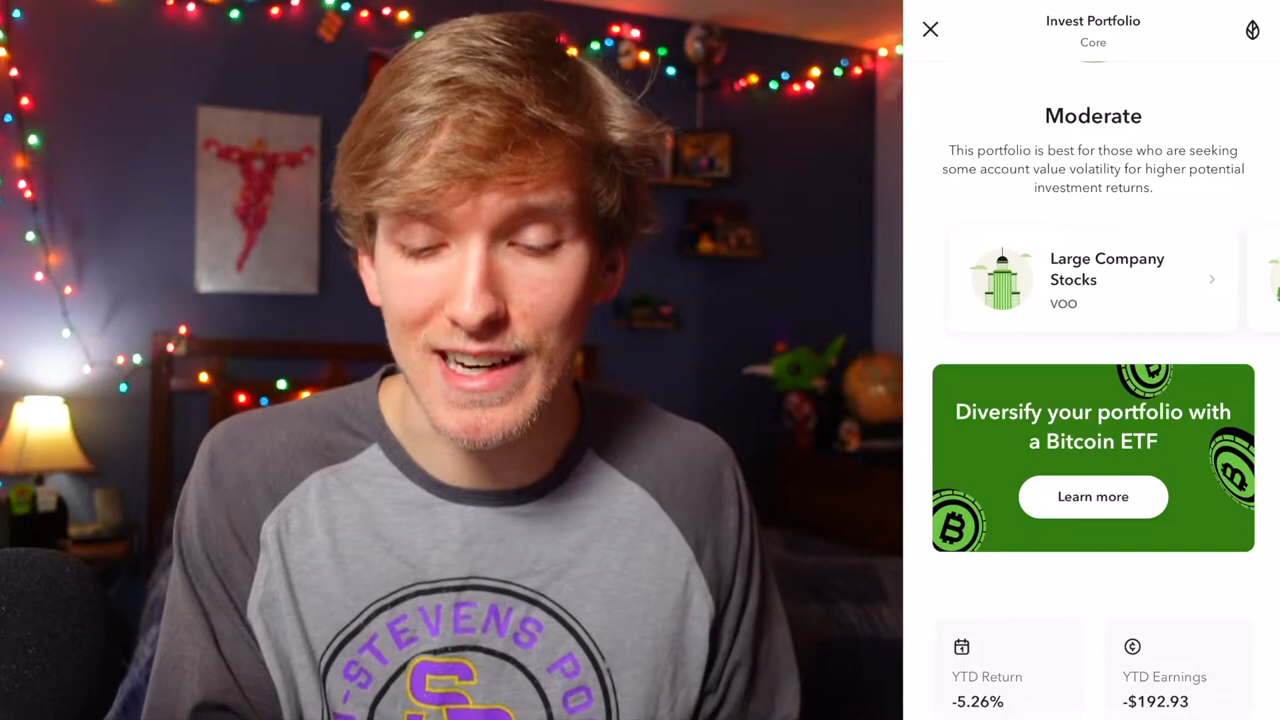 Invest Portfolio
Core
Moderate
This portfolio is best for those who are seeking
some account value volatility for higher potential
investment returns.
Large Company
Stocks
VOO
Diversify your portfolio with
a Bitcoin ETF
Learn more
YTD Return
-5.26%
YTD Earnings
-$192.93
-STEVENS PO
S